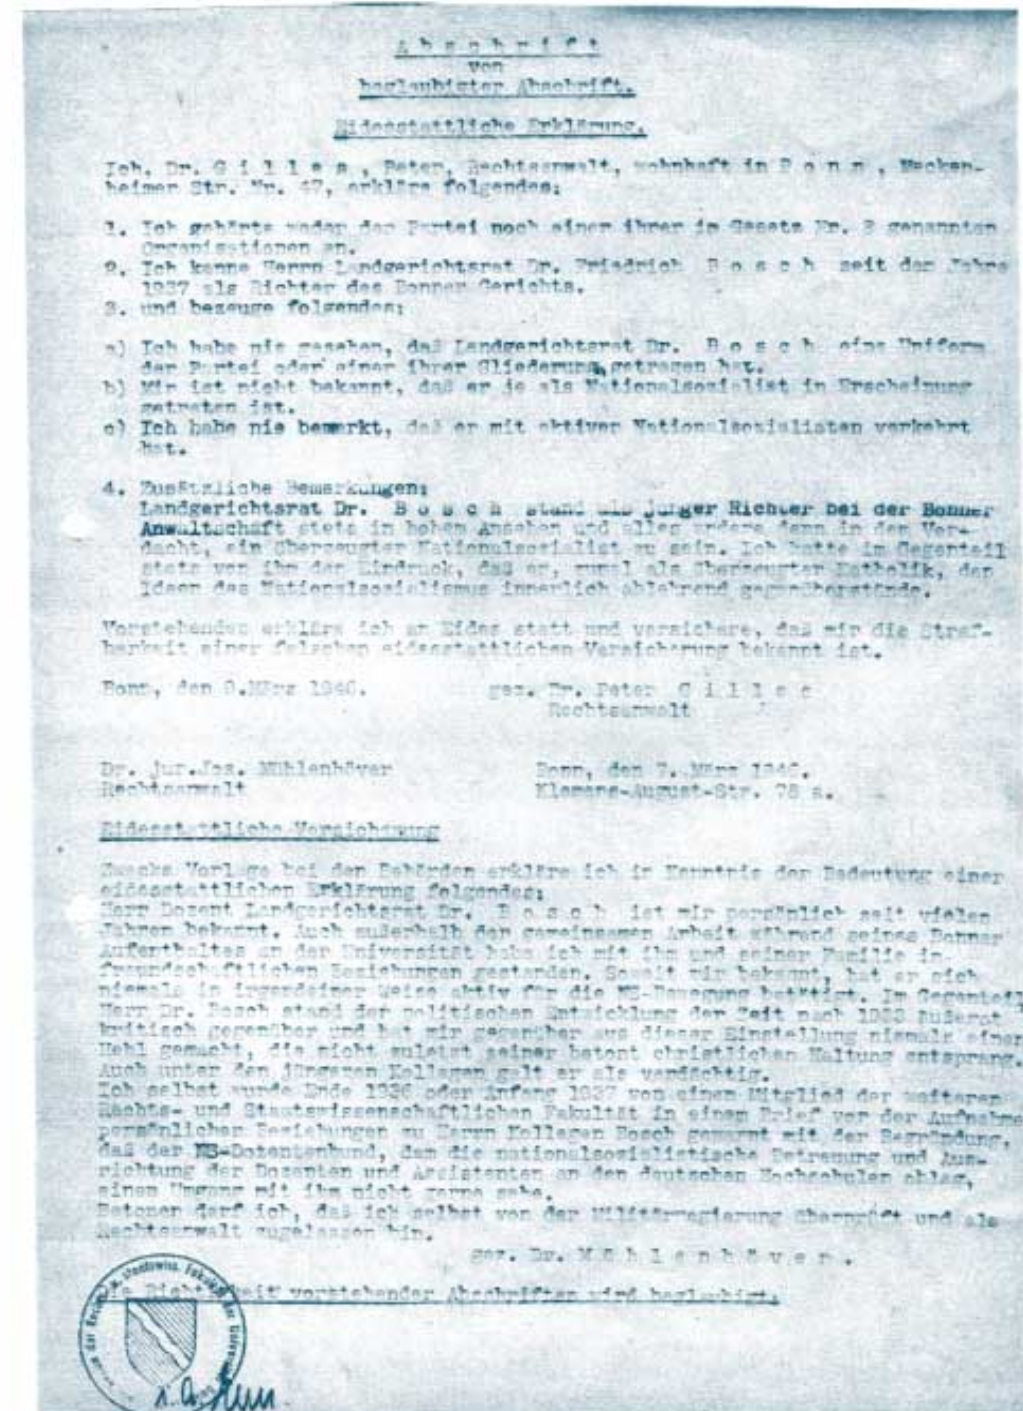 A b s c h r i f t
von
beglaubigter Abschrift.
Eidesstattliche Erklärung.
Ich, Dr. G i l l e s , Peter, Rechtsanwalt, wohnhaft in B o n n , Mecken-
heimer Str. Nr. 47, erkläre folgendes:
1. Ich gehörte weder der Partei noch einer ihrer im Gesetz Nr. 8 genannten
Organisationen an.
2. Ich kenne Herrn Landgerichtsrat Dr. Friedrich B o s c h seit dem Jahre
1937 als Richter des Bonner Gerichts.
3. und bezeuge folgendes:
a) Ich habe nie gesehen, daß Landgerichtsrat Dr. B o s c h eine Uniform
der Partei oder einer ihrer Gliederung getragen hat.
b) Mir ist nicht bekannt, daß er je als Nationalsozialist in Erscheinung
getreten ist.
c) Ich habe nie bemerkt, daß er mit aktiven Nationalsozialisten verkehrt
hat.
4. Zusätzliche Bemerkungen:
Landgerichtsrat Dr. B o s c h stand als junger Richter bei der Bonner
Anwaltschaft stets in hohem Ansehen und alles andere denn in dem Ver-
dacht, ein überzeugter Nationalsozialist zu sein. Ich hatte im Gegenteil
stets von ihm den Eindruck, daß er, zumal als überzeugter Katholik, den
Ideen des Nationalsozialismus innerlich ablehrend gegenüberstände.
Vorstehendes erkläre ich an Eides statt und versichere, daß mir die Straf-
barkeit einer falschen eidesstattlichen Versicherung bekannt ist.
Bonn, den 9.März 1946. gez. Dr. Peter G i l l e s
Rechtsanwalt
Dr. jur.Jos. Mühlenhöver Bonn, den 7. März 1946.
Rechtsanwalt Klemens-August-Str. 78 a.
Eidesstattliche Versicherung
Zwecks Vorlage bei den Behörden erkläre ich in Kenntnis der Bedeutung einer
eidesstattlichen Erklärung folgendes:
Herr Dozent Landgerichtsrat Dr. B o s c h ist mir persönlich seit vielen
Jahren bekannt. Auch außerhalb der gemeinsamen Arbeit während seines Bonner
Aufenthaltes an der Universität habe ich mit ihm und seiner Familie in
freundschaftlichen Beziehungen gestanden. Soweit mir bekannt, hat er sich
niemals in irgendeiner Weise aktiv für die NS-Bewegung betätigt. Im Gegenteil
Herr Dr. Bosch stand der politischen Entwicklung der Zeit nach 1933 äußerst
kritisch gegenüber und hat mir gegenüber aus dieser Einstellung niemals einen
Hehl gemacht, die nicht zuletzt seiner betont christlichen Haltung entsprang.
Auch unter den jüngeren Kollegen galt er als verdächtig.
Ich selbst wurde Ende 1936 oder Anfang 1937 von einem Mitglied der weiteren
Rechts- und Staatswissenschaftlichen Fakultät in einem Brief vor der Aufnahme
persönlicher Beziehungen zu Herrn Kollegen Bosch gewarnt mit der Begründung,
daß der NS-Dozentenbund, dem die nationalsozialistische Betreuung und Aus-
richtung der Dozenten und Assistenten an den deutschen Hochschulen oblag,
einen Umgang mit ihm nicht gerne sehe.
Betonen darf ich, daß ich selbst von der Militärregierung überprüft und als
Rechtsanwalt zugelassen bin.
gez. Dr. M ü h l e n h ö v e r .
vorstehender Abschriften wird beglaubigt:
der Rechts- u. staatswiss. Fakultät der